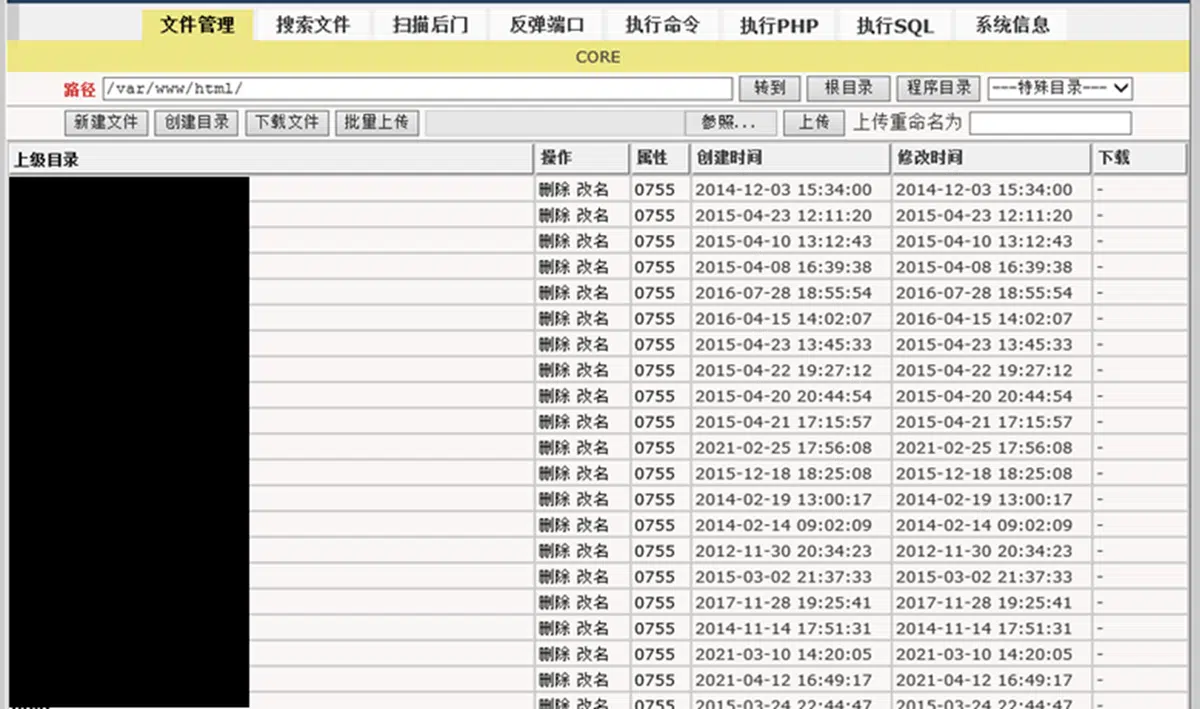 文件管理 搜索文件 扫描后门 反弹端口 执行命令 执行PHP 执行SQL 系统信息
CORE
路径 /var/www/html/ 转到 根目录 程序目录 ---特殊目录---
新建文件 创建目录 下载文件 批量上传 参照... 上传 上传重命名为
上级目录 操作 属性 创建时间 修改时间 下载
删除 改名 0755 2014-12-03 15:34:00 2014-12-03 15:34:00 -
删除 改名 0755 2015-04-23 12:11:20 2015-04-23 12:11:20 -
删除 改名 0755 2015-04-10 13:12:43 2015-04-10 13:12:43 -
删除 改名 0755 2015-04-08 16:39:38 2015-04-08 16:39:38 -
删除 改名 0755 2016-07-28 18:55:54 2016-07-28 18:55:54 -
删除 改名 0755 2016-04-15 14:02:07 2016-04-15 14:02:07 -
删除 改名 0755 2015-04-23 13:45:33 2015-04-23 13:45:33 -
删除 改名 0755 2015-04-22 19:27:12 2015-04-22 19:27:12 -
删除 改名 0755 2015-04-20 20:44:54 2015-04-20 20:44:54 -
删除 改名 0755 2015-04-21 17:15:57 2015-04-21 17:15:57 -
删除 改名 0755 2021-02-25 17:56:08 2021-02-25 17:56:08 -
删除 改名 0755 2015-12-18 18:25:08 2015-12-18 18:25:08 -
删除 改名 0755 2014-02-19 13:00:17 2014-02-19 13:00:17 -
删除 改名 0755 2014-02-14 09:02:09 2014-02-14 09:02:09 -
删除 改名 0755 2012-11-30 20:34:23 2012-11-30 20:34:23 -
删除 改名 0755 2015-03-02 21:37:33 2015-03-02 21:37:33 -
删除 改名 0755 2017-11-28 19:25:41 2017-11-28 19:25:41 -
删除 改名 0755 2014-11-14 17:51:31 2014-11-14 17:51:31 -
删除 改名 0755 2021-03-10 14:20:05 2021-03-10 14:20:05 -
删除 改名 0755 2021-04-12 16:49:17 2021-04-12 16:49:17 -
删除 改名 0755 2015-03-24 22:44:47 2015-03-24 22:44:47 -